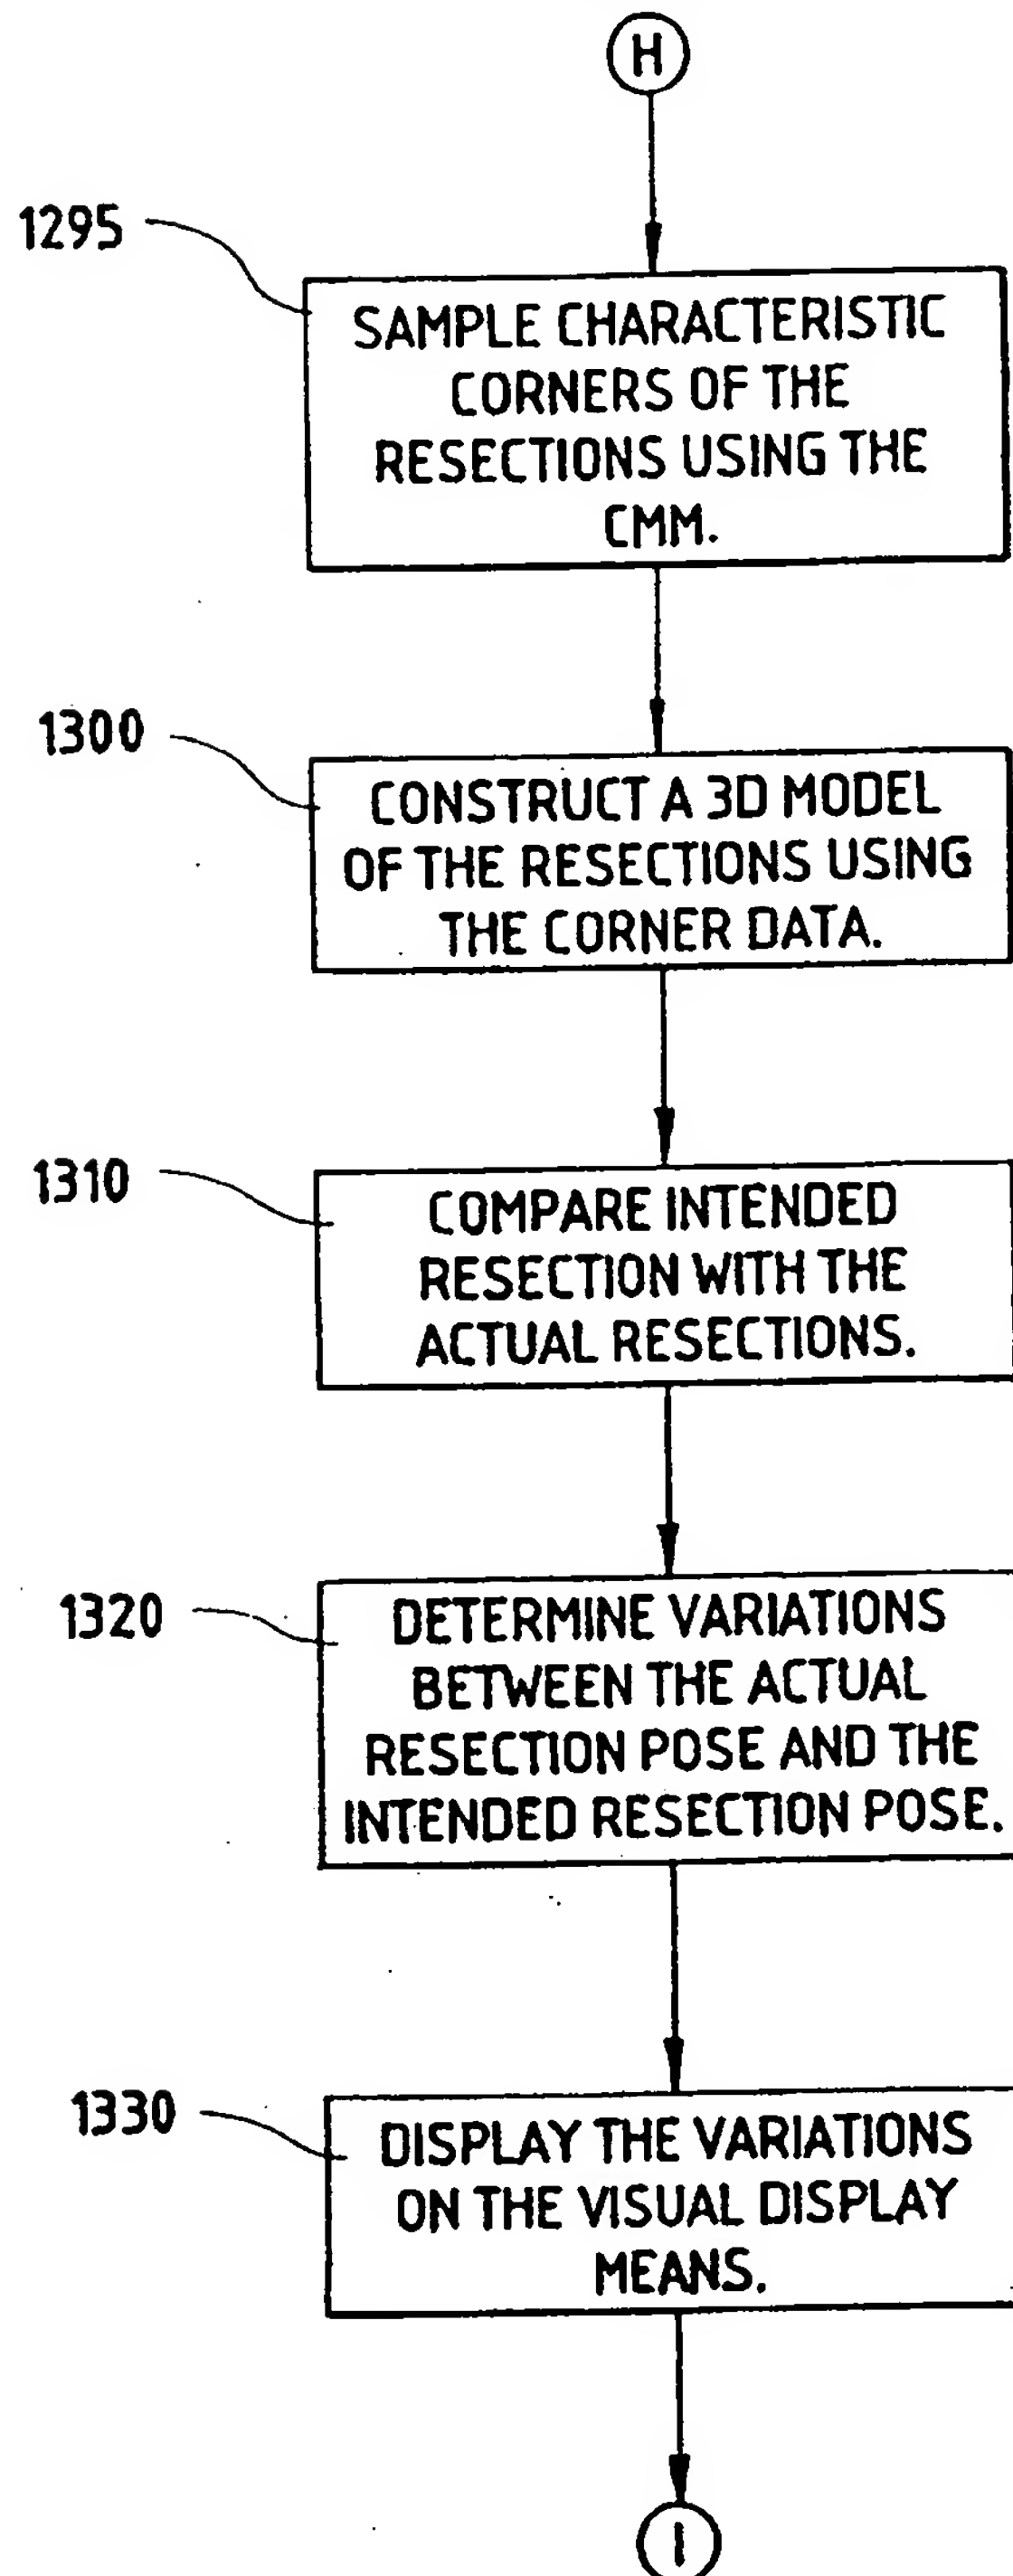 H
1295
SAMPLE CHARACTERISTIC
CORNERS OF THE
RESECTIONS USING THE
CMM.
1300
CONSTRUCT A 3D MODEL
OF THE RESECTIONS USING
THE CORNER DATA.
1310
COMPARE INTENDED
RESECTION WITH THE
ACTUAL RESECTIONS.
1320
DETERMINE VARIATIONS
BETWEEN THE ACTUAL
RESECTION POSE AND THE
INTENDED RESECTION POSE.
1330
DISPLAY THE VARIATIONS
ON THE VISUAL DISPLAY
MEANS.
I